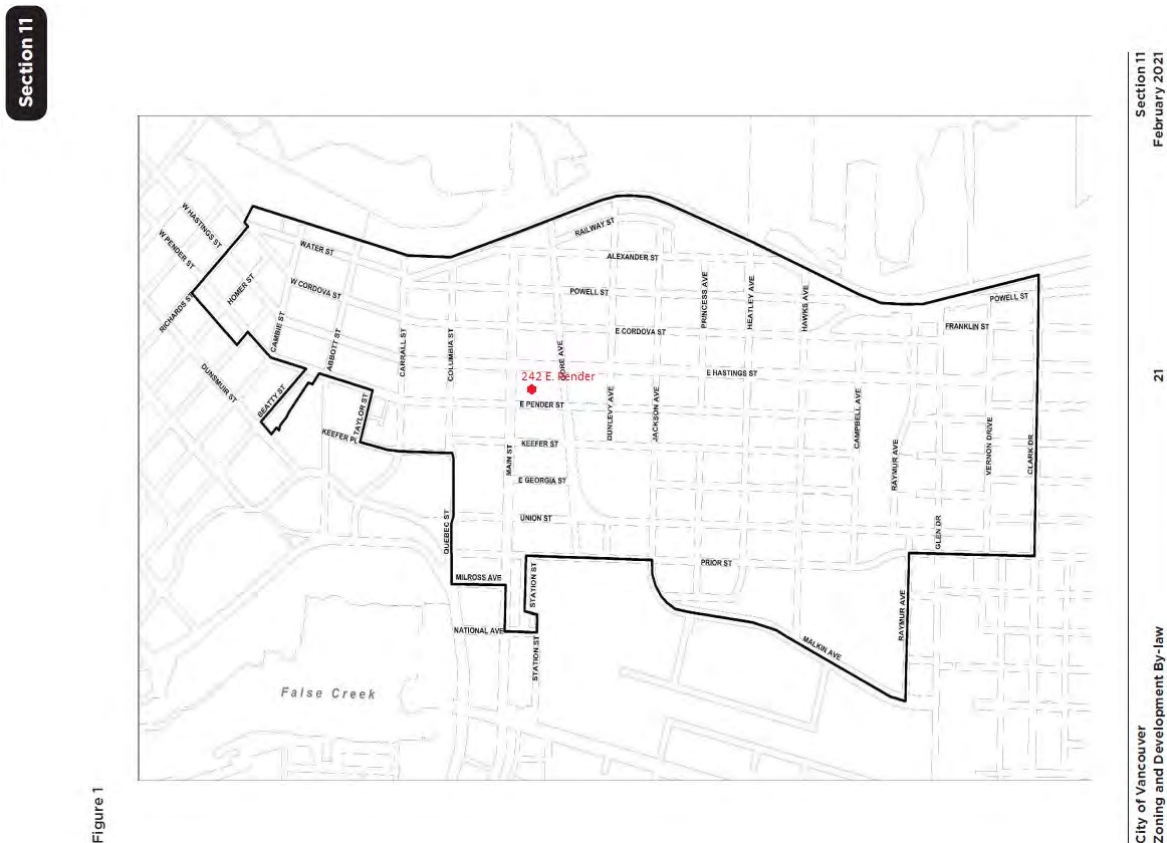 Section 11
Figure 1
W HASTINGS ST
W PENDER ST
RICHARDS ST
HOMER ST
WATER ST
W CORDOVA ST
CAMBIE ST
ABBOTT ST
DUNSMUIR ST
BEATTY ST
KEEFER PL
TAYLOR ST
CARRALL ST
COLUMBIA ST
RAILWAY ST
ALEXANDER ST
POWELL ST
E CORDOVA ST
PRINCESS AVE
HEATLEY AVE
HAWKS AVE
POWELL ST
FRANKLIN ST
E HASTINGS ST
242 E. Pender
E PENDER ST
DUNLEVY AVE
JACKSON AVE
KEEFER ST
MAIN ST
E GEORGIA ST
UNION ST
CAMPBELL AVE
RAYMUR AVE
VERNON DRIVE
CLARK DR
GLEN DR
QUEBEC ST
PRIOR ST
MILROSS AVE
STATION ST
NATIONAL AVE
STATION ST
MALKIN AVE
RAYMUR AVE
False Creek
City of Vancouver
Zoning and Development By-law
21
Section 11
February 2021